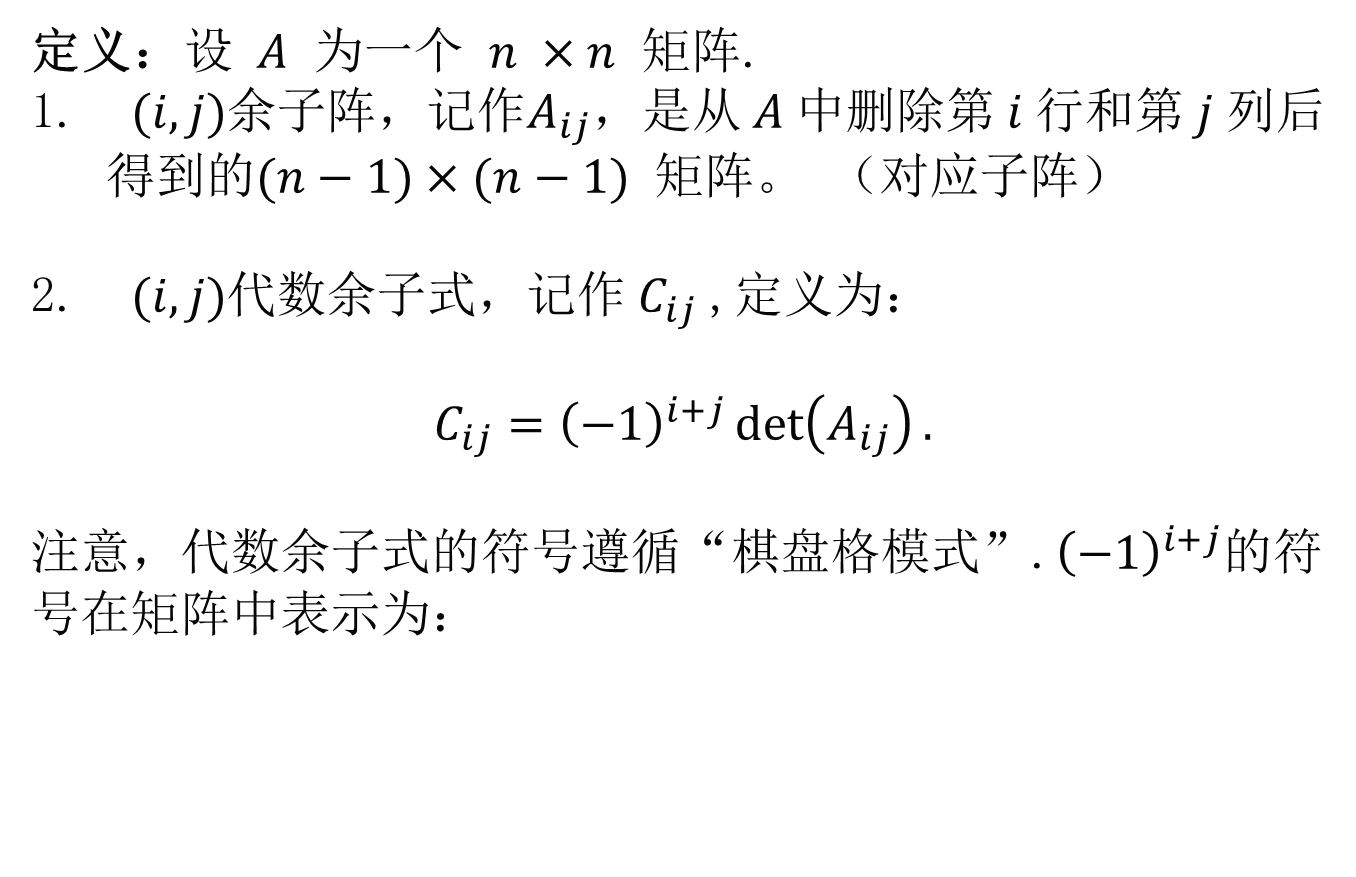 定义：设 A 为一个 n × n 矩阵.
1. (i, j)余子阵，记作A_{ij}，是从 A 中删除第 i 行和第 j 列后
得到的(n − 1) × (n − 1) 矩阵。 （对应子阵）
2. (i, j)代数余子式，记作 C_{ij} , 定义为：
C_{ij} = (−1)^{i+j} det(A_{ij}) .
注意，代数余子式的符号遵循“棋盘格模式”. (−1)^{i+j}的符
号在矩阵中表示为：